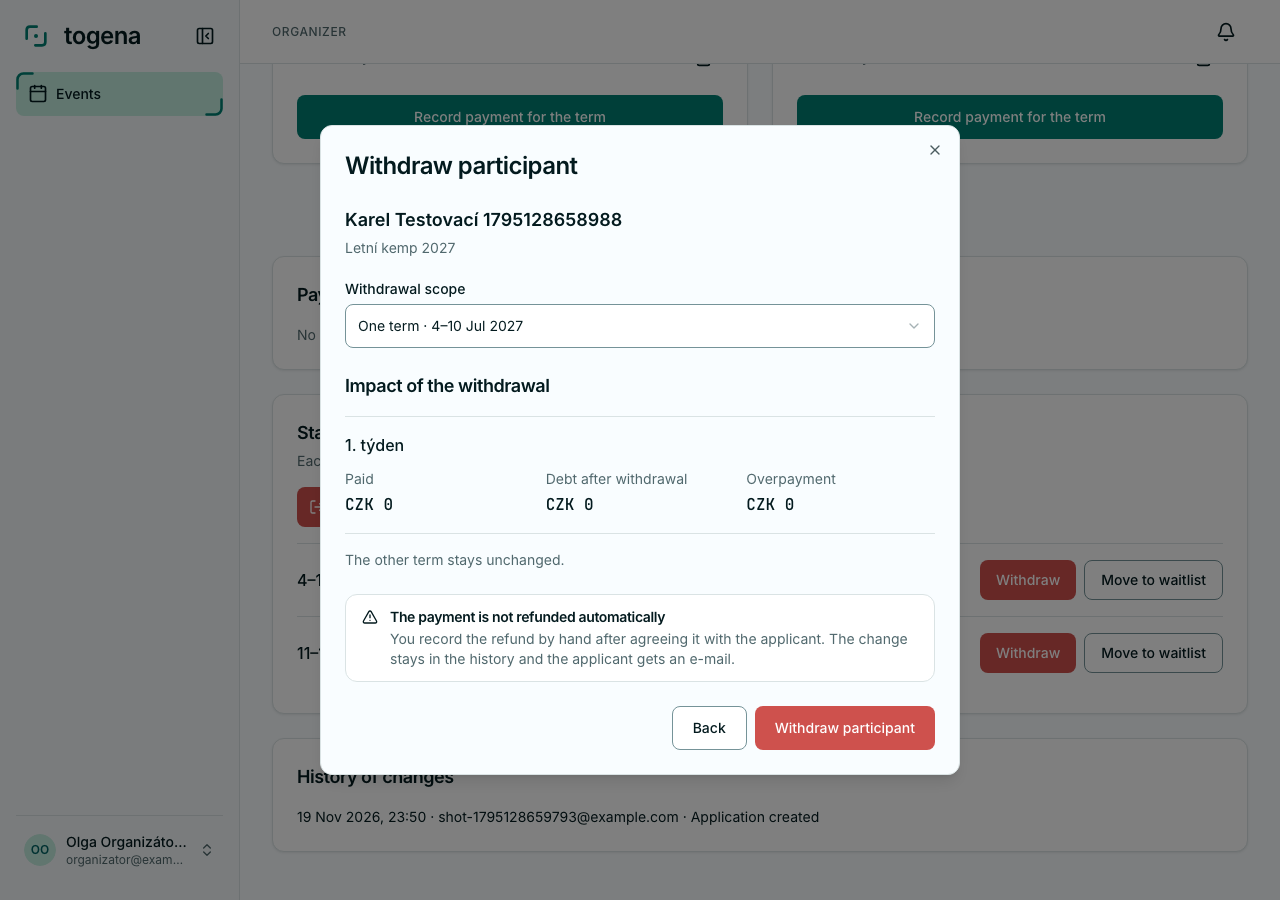 togena
ORGANIZER
Events
Record payment for the term
Record payment for the term
Withdraw participant
Karel Testovací 1795128658988
Letní kemp 2027
Withdrawal scope
One term · 4–10 Jul 2027
Impact of the withdrawal
1. týden
Paid
Debt after withdrawal
Overpayment
CZK 0
CZK 0
CZK 0
The other term stays unchanged.
The payment is not refunded automatically
You record the refund by hand after agreeing it with the applicant. The change
stays in the history and the applicant gets an e-mail.
Back
Withdraw participant
No
Withdraw
Move to waitlist
Withdraw
Move to waitlist
History of changes
19 Nov 2026, 23:50 · shot-1795128659793@example.com · Application created
OO
Olga Organizáto...
organizator@exam...